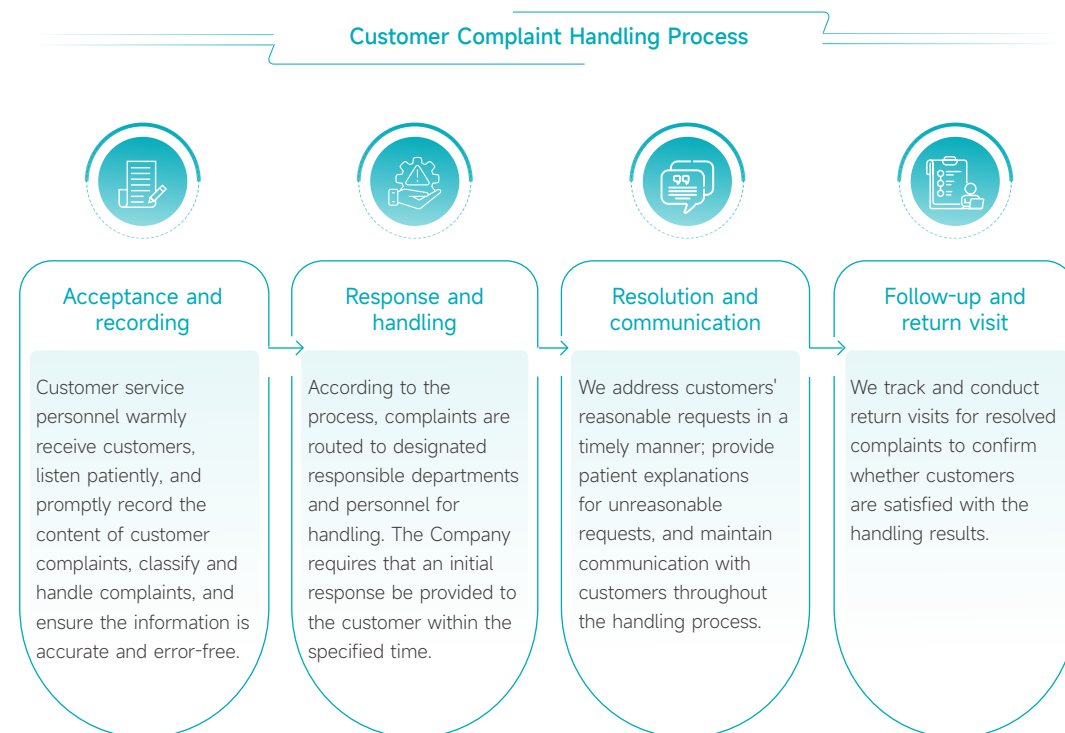 Customer Complaint Handling Process
Acceptance and
recording
Customer service
personnel warmly
receive customers,
listen patiently, and
promptly record the
content of customer
complaints, classify and
handle complaints, and
ensure the information is
accurate and error-free.
Response and
handling
According to the
process, complaints are
routed to designated
responsible departments
and personnel for
handling. The Company
requires that an initial
response be provided to
the customer within the
specified time.
Resolution and
communication
We address customers'
reasonable requests in a
timely manner; provide
patient explanations
for unreasonable
requests, and maintain
communication with
customers throughout
the handling process.
Follow-up and
return visit
We track and conduct
return visits for resolved
complaints to confirm
whether customers
are satisfied with the
handling results.